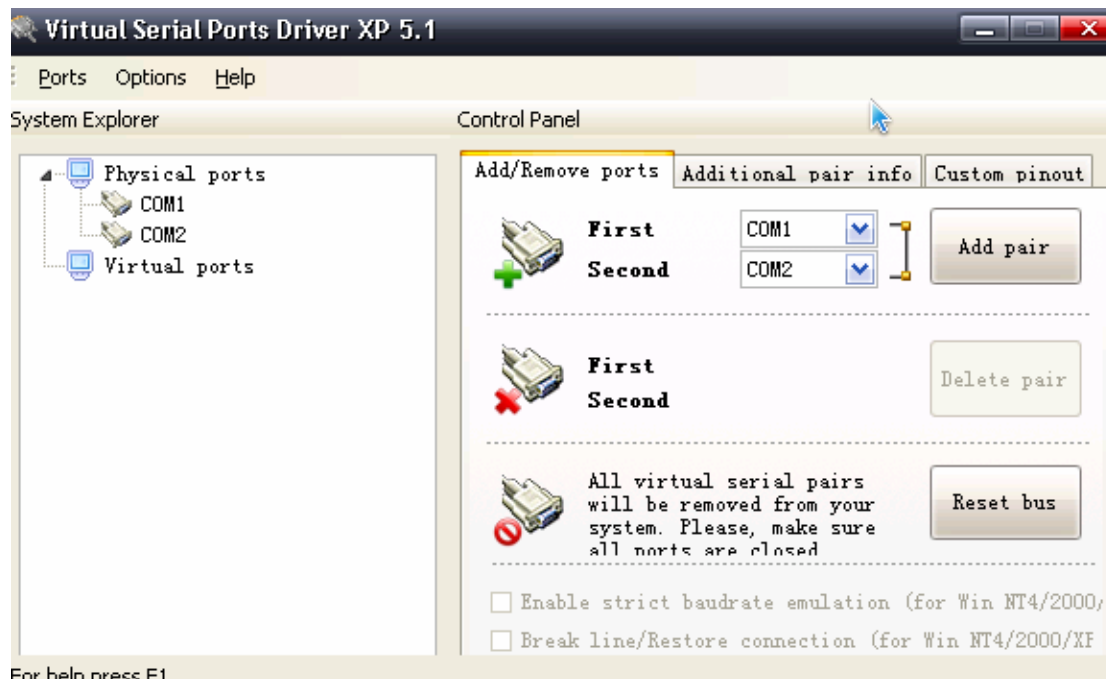 Virtual Serial Ports Driver XP 5.1
Ports Options Help
System Explorer
Control Panel
Physical ports
COM1
COM2
Virtual ports
Add/Remove ports Additional pair info Custom pinout
First COM1
Second COM2
Add pair
First
Second
Delete pair
All virtual serial pairs
will be removed from your
system. Please, make sure
all ports are closed
Reset bus
Enable strict baudrate emulation (for Win NT4/2000/
Break line/Restore connection (for Win NT4/2000/XP
For help press F1